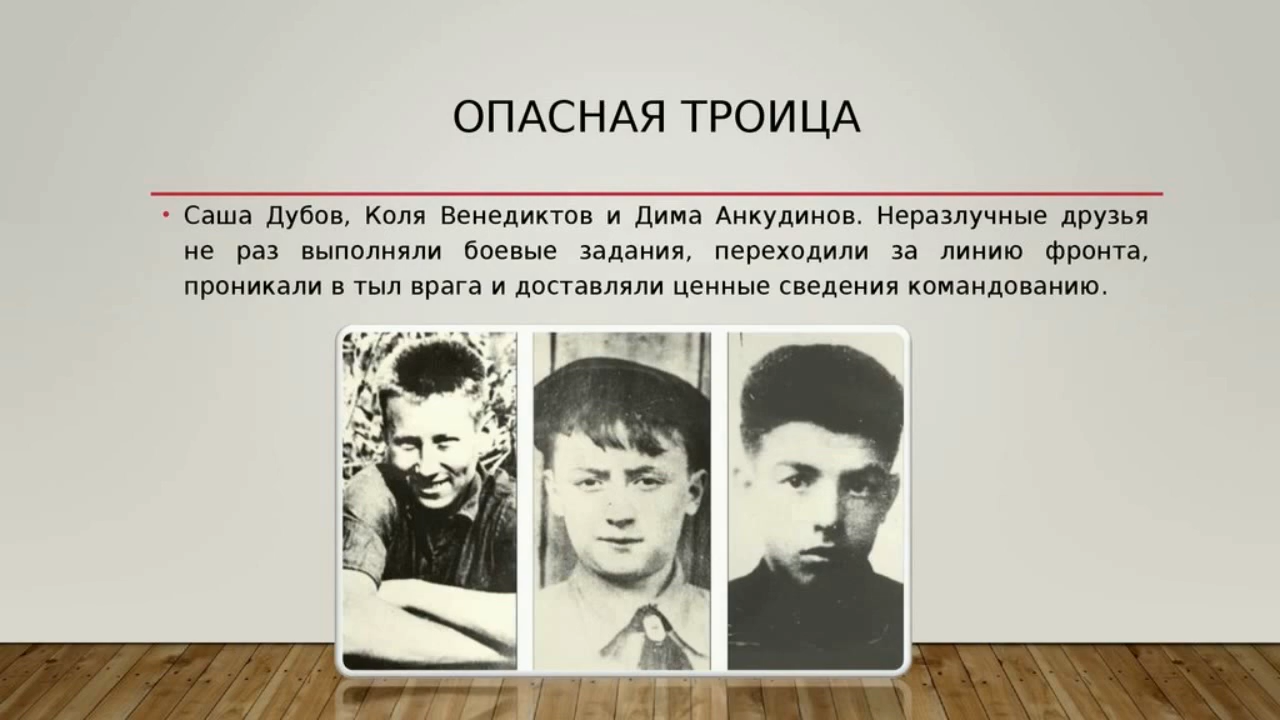 ОПАСНАЯ ТРОИЦА
• Саша Дубов, Коля Венедиктов и Дима Анкудинов. Неразлучные друзья
не раз выполняли боевые задания, переходили за линию фронта,
проникали в тыл врага и доставляли ценные сведения командованию.